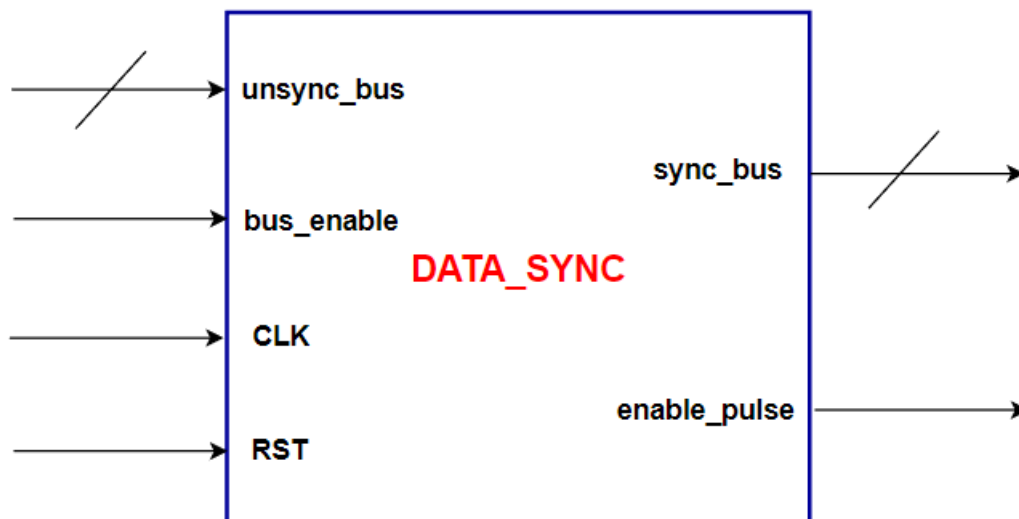 unsync_bus
sync_bus
bus_enable
DATA_SYNC
CLK
enable_pulse
RST